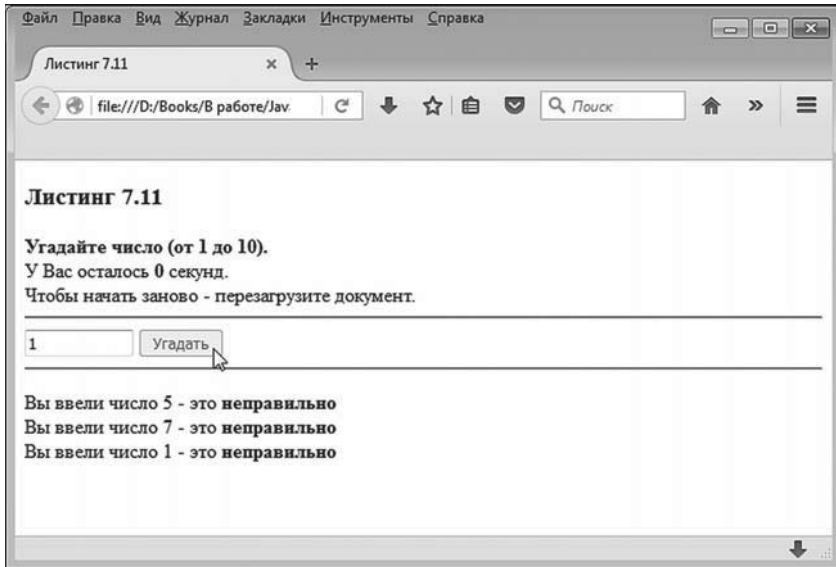 Файл Правка Вид Журнал Закладки Инструменты Справка
Листинг 7.11
file:///D:/Books/В работе/Jav
Поиск
Листинг 7.11
Угадайте число (от 1 до 10).
У Вас осталось 0 секунд.
Чтобы начать заново - перезагрузите документ.
1 Угадать
Вы ввели число 5 - это неправильно
Вы ввели число 7 - это неправильно
Вы ввели число 1 - это неправильно